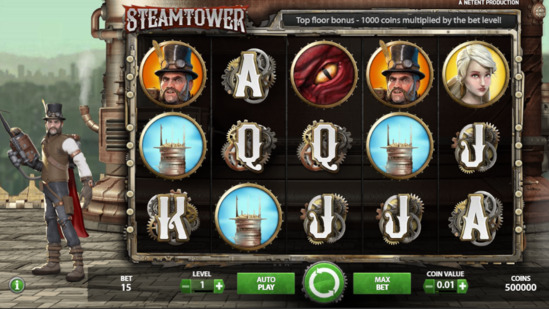 A NETENT PRODUCTION
STEAMTOWER
Top floor bonus - 1000 coins multiplied by the bet level!
A
Q Q J
K J J A
BET LEVEL COIN VALUE COINS
15 - 1 + AUTO PLAY MAX BET - 0.01 + 500000